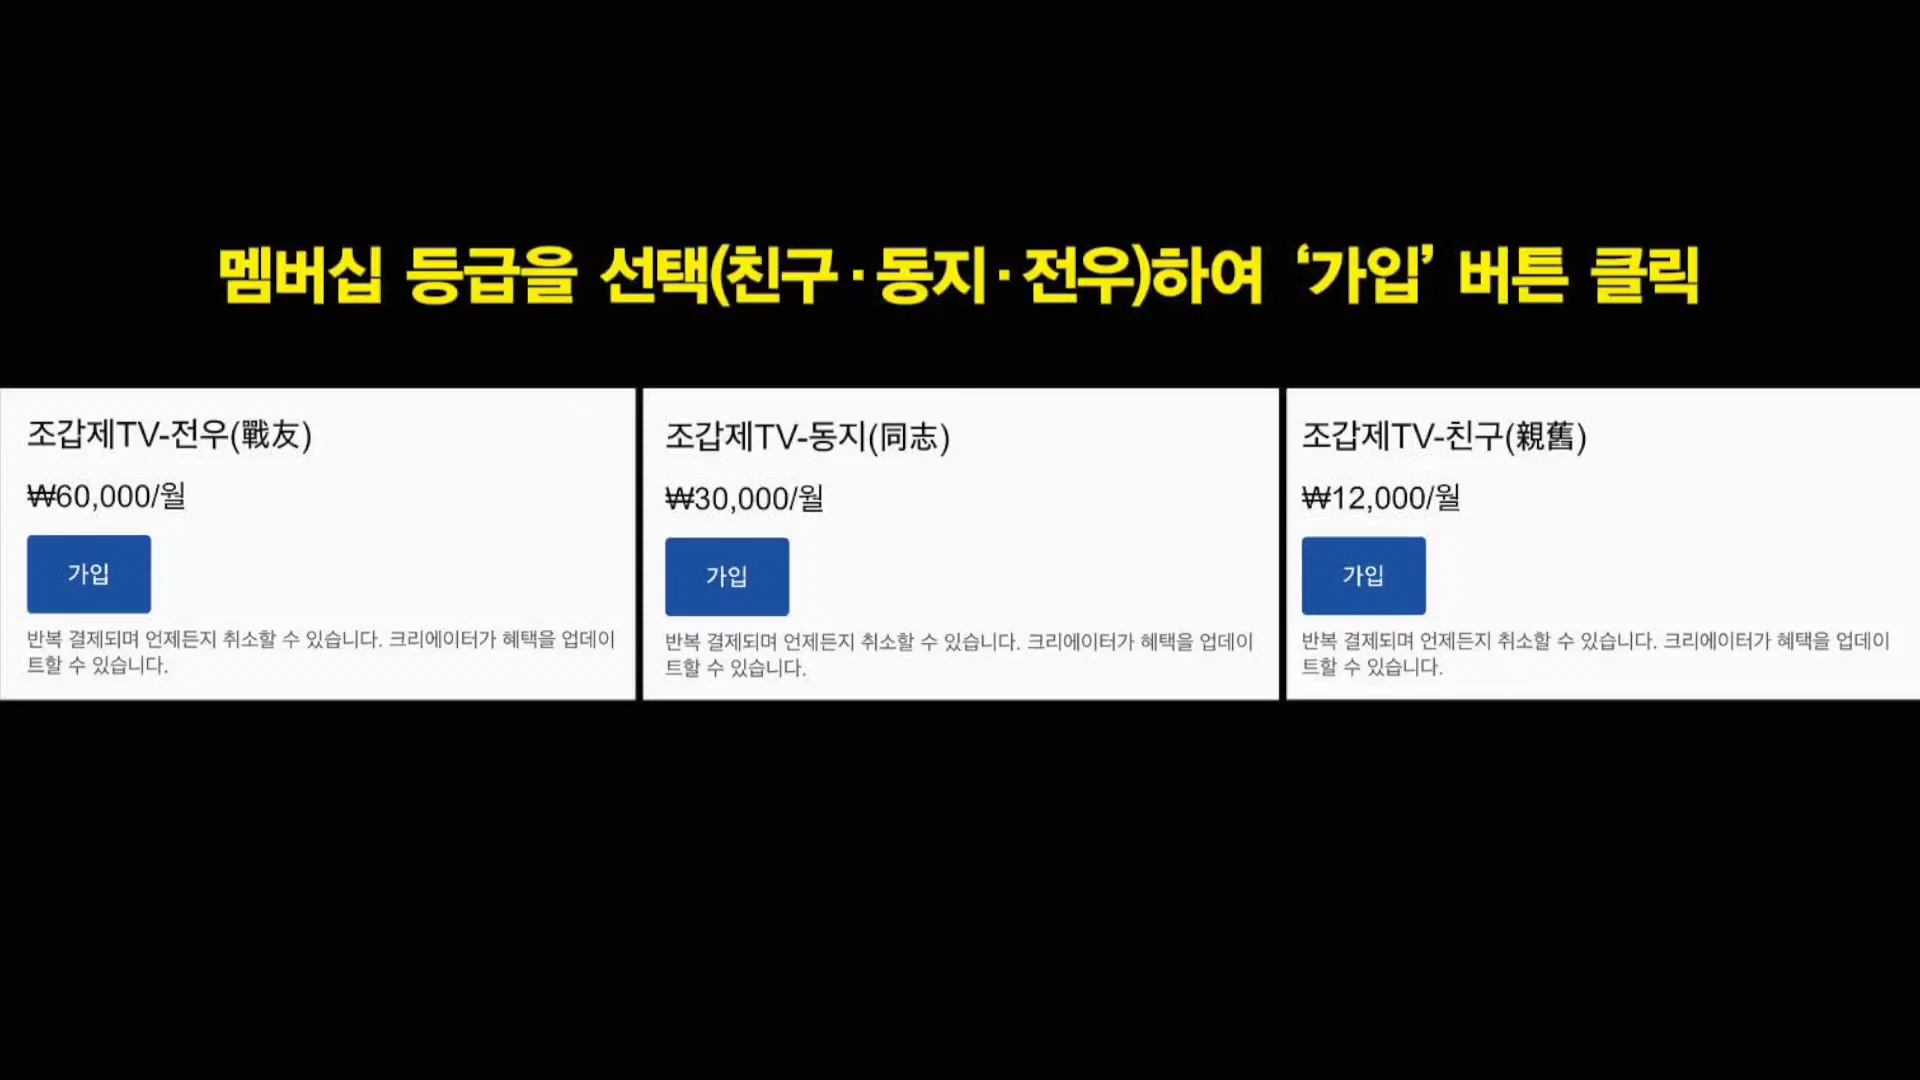 멤버십 등급을 선택(친구·동지·전우)하여 ‘가입’ 버튼 클릭
조갑제TV-전우(戰友)
₩60,000/월
가입
반복 결제되며 언제든지 취소할 수 있습니다. 크리에이터가 혜택을 업데이
트할 수 있습니다.
조갑제TV-동지(同志)
₩30,000/월
가입
반복 결제되며 언제든지 취소할 수 있습니다. 크리에이터가 혜택을 업데이
트할 수 있습니다.
조갑제TV-친구(親舊)
₩12,000/월
가입
반복 결제되며 언제든지 취소할 수 있습니다. 크리에이터가 혜택을 업데이
트할 수 있습니다.